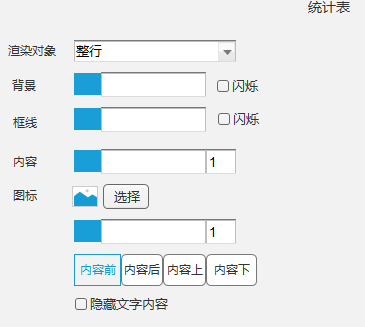 统计表
渲染对象 整行
背景 闪烁
框线 闪烁
内容 1
图标 选择
1
内容前 内容后 内容上 内容下
隐藏文字内容